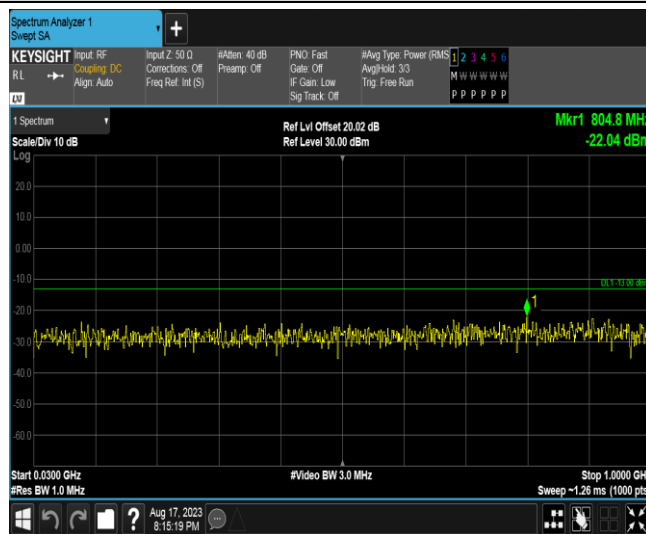 Spectrum Analyzer 1
Swept SA
+
KEYSIGHT
RL
LXI
Input: RF
Coupling: DC
Align: Auto
Input Z: 50 Ω
Corrections: Off
Freq Ref: Int (S)
#Atten: 40 dB
Preamp: Off
PNO: Fast
Gate: Off
IF Gain: Low
Sig Track: Off
#Avg Type: Power (RMS
Avg|Hold: 3/3
Trig: Free Run
1 2 3 4 5 6
M W W W W W
P P P P P P
1 Spectrum
Scale/Div 10 dB
Log
Ref Lvl Offset 20.02 dB
Ref Level 30.00 dBm
Mkr1 804.8 MHz
-22.04 dBm
20.0
10.0
0.00
-10.0
-20.0
-30.0
-40.0
-50.0
-60.0
DL1 -13.00 dBm
1
Start 0.0300 GHz
#Res BW 1.0 MHz
#Video BW 3.0 MHz
Stop 1.0000 GH
Sweep ~1.26 ms (1000 pts
?
Aug 17, 2023
8:15:19 PM